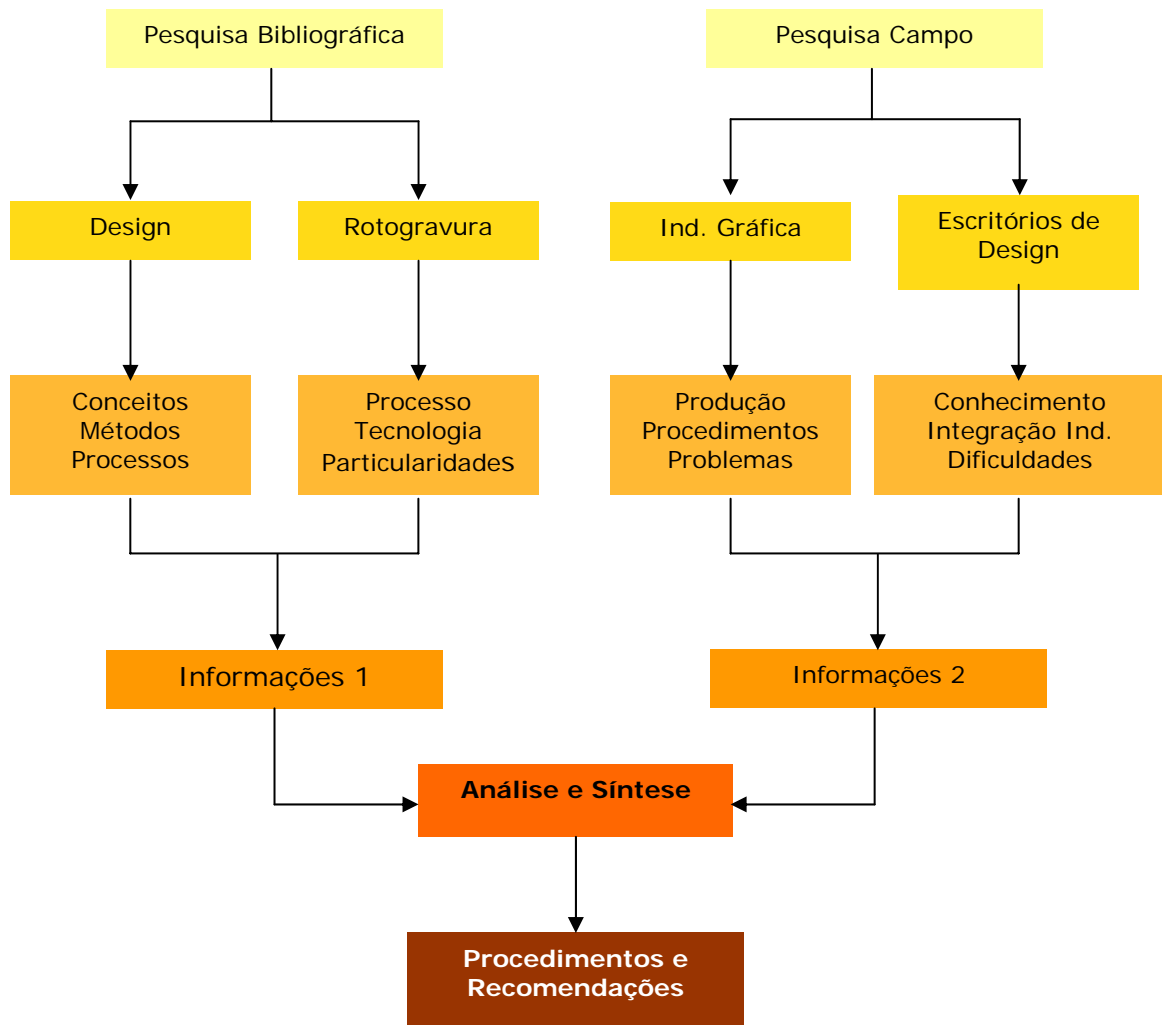 Pesquisa Bibliográfica
Pesquisa Campo
Design
Rotogravura
Ind. Gráfica
Escritórios de
Design
Conceitos
Métodos
Processos
Processo
Tecnologia
Particularidades
Produção
Procedimentos
Problemas
Conhecimento
Integração Ind.
Dificuldades
Informações 1
Informações 2
Análise e Síntese
Procedimentos e
Recomendações